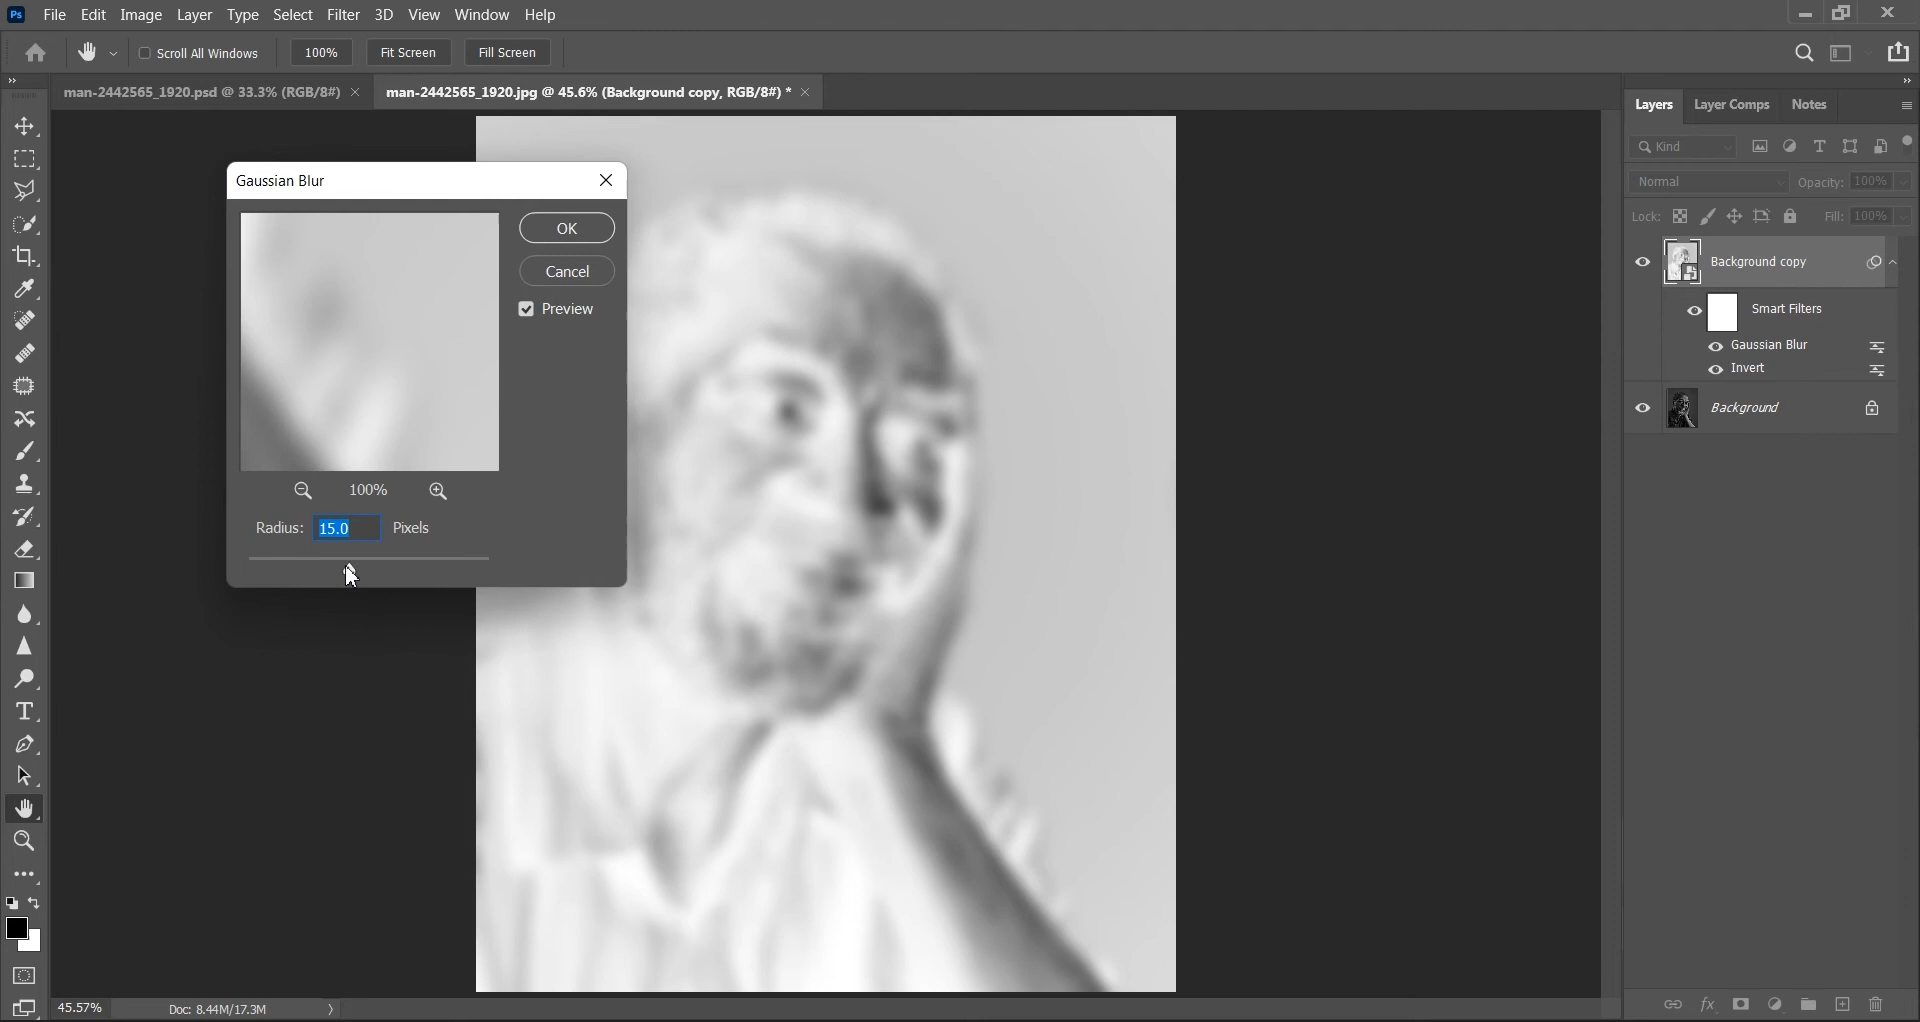 Ps File Edit Image Layer Type Select Filter 3D View Window Help
Scroll All Windows 100% Fit Screen Fill Screen
man-2442565_1920.psd @ 33.3% (RGB/8#) man-2442565_1920.jpg @ 45.6% (Background copy, RGB/8#) *
Gaussian Blur
OK
Cancel
Preview
100%
Radius: 15.0 Pixels
Layers Layer Comps Notes
Kind
Normal Opacity: 100%
Lock: Fill: 100%
Background copy
Smart Filters
Gaussian Blur
Invert
Background
45.57% Doc: 8.44M/17.3M